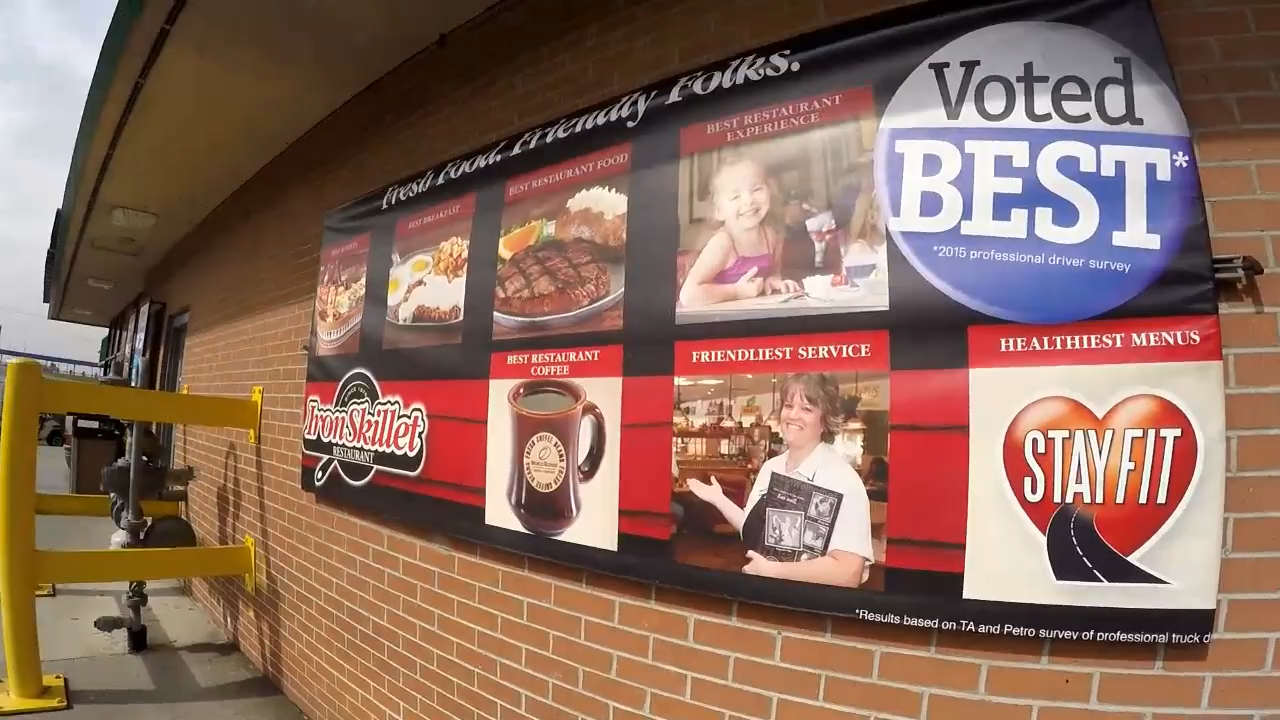 Fresh Food. Friendly Folks.
Voted
BEST*
*2015 professional driver survey
BEST BREAKFAST
BEST RESTAURANT FOOD
BEST RESTAURANT
EXPERIENCE
Iron Skillet
RESTAURANT
BEST RESTAURANT
COFFEE
FRIENDLIEST SERVICE
HEALTHIEST MENUS
STAY FIT
*Results based on TA and Petro survey of professional truck d